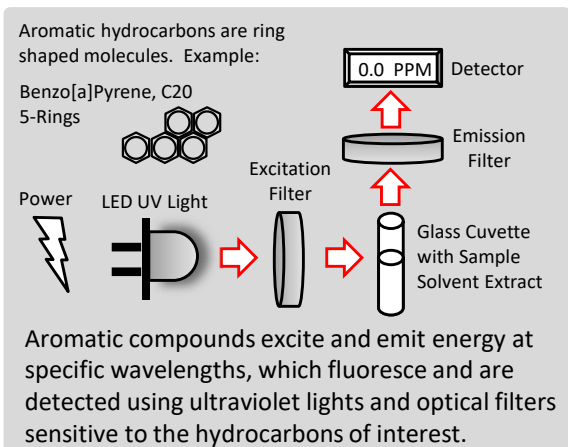 Aromatic hydrocarbons are ring
shaped molecules.  Example:
Benzo[a]Pyrene, C20
5-Rings
0.0 PPM
Detector
Emission
Filter
Excitation
Filter
Power
LED UV Light
Glass Cuvette
with Sample
Solvent Extract
Aromatic compounds excite and emit energy at
specific wavelengths, which fluoresce and are
detected using ultraviolet lights and optical filters
sensitive to the hydrocarbons of interest.